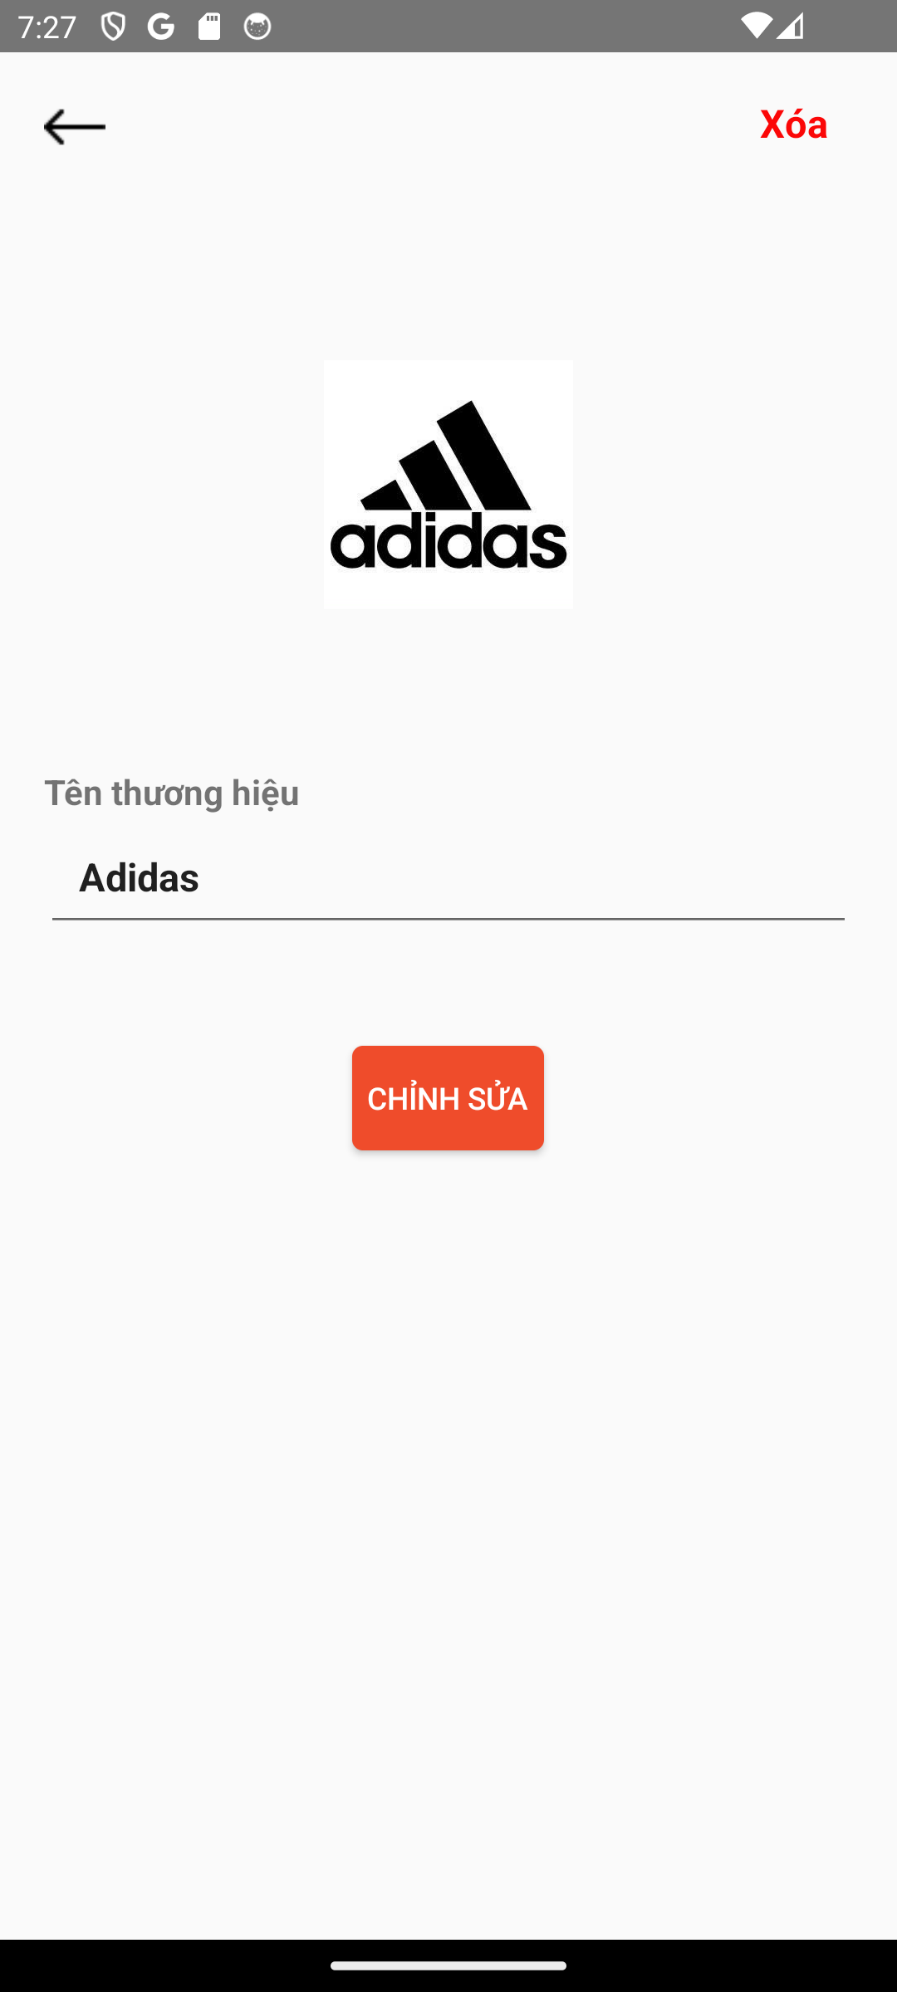 7:27
Xóa
adidas
Tên thương hiệu
Adidas
CHỈNH SỬA